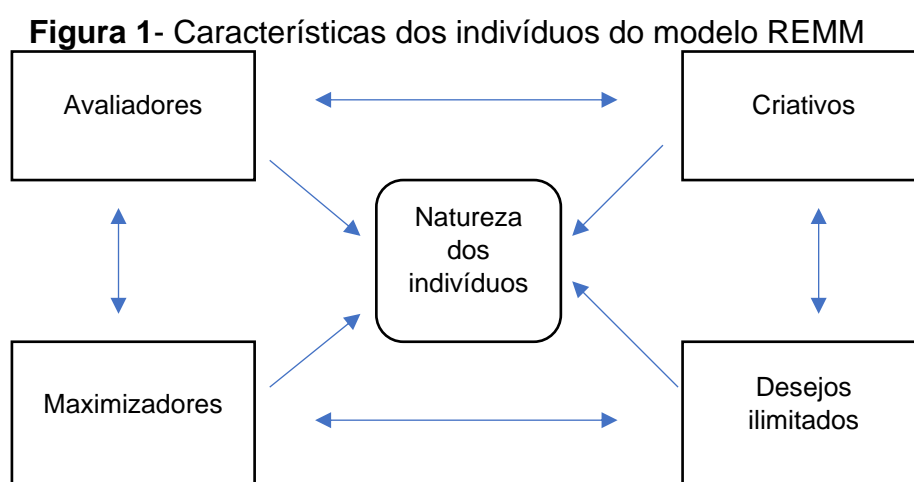 Figura 1- Características dos indivíduos do modelo REMM
Avaliadores
Criativos
Natureza
dos
indivíduos
Maximizadores
Desejos
ilimitados